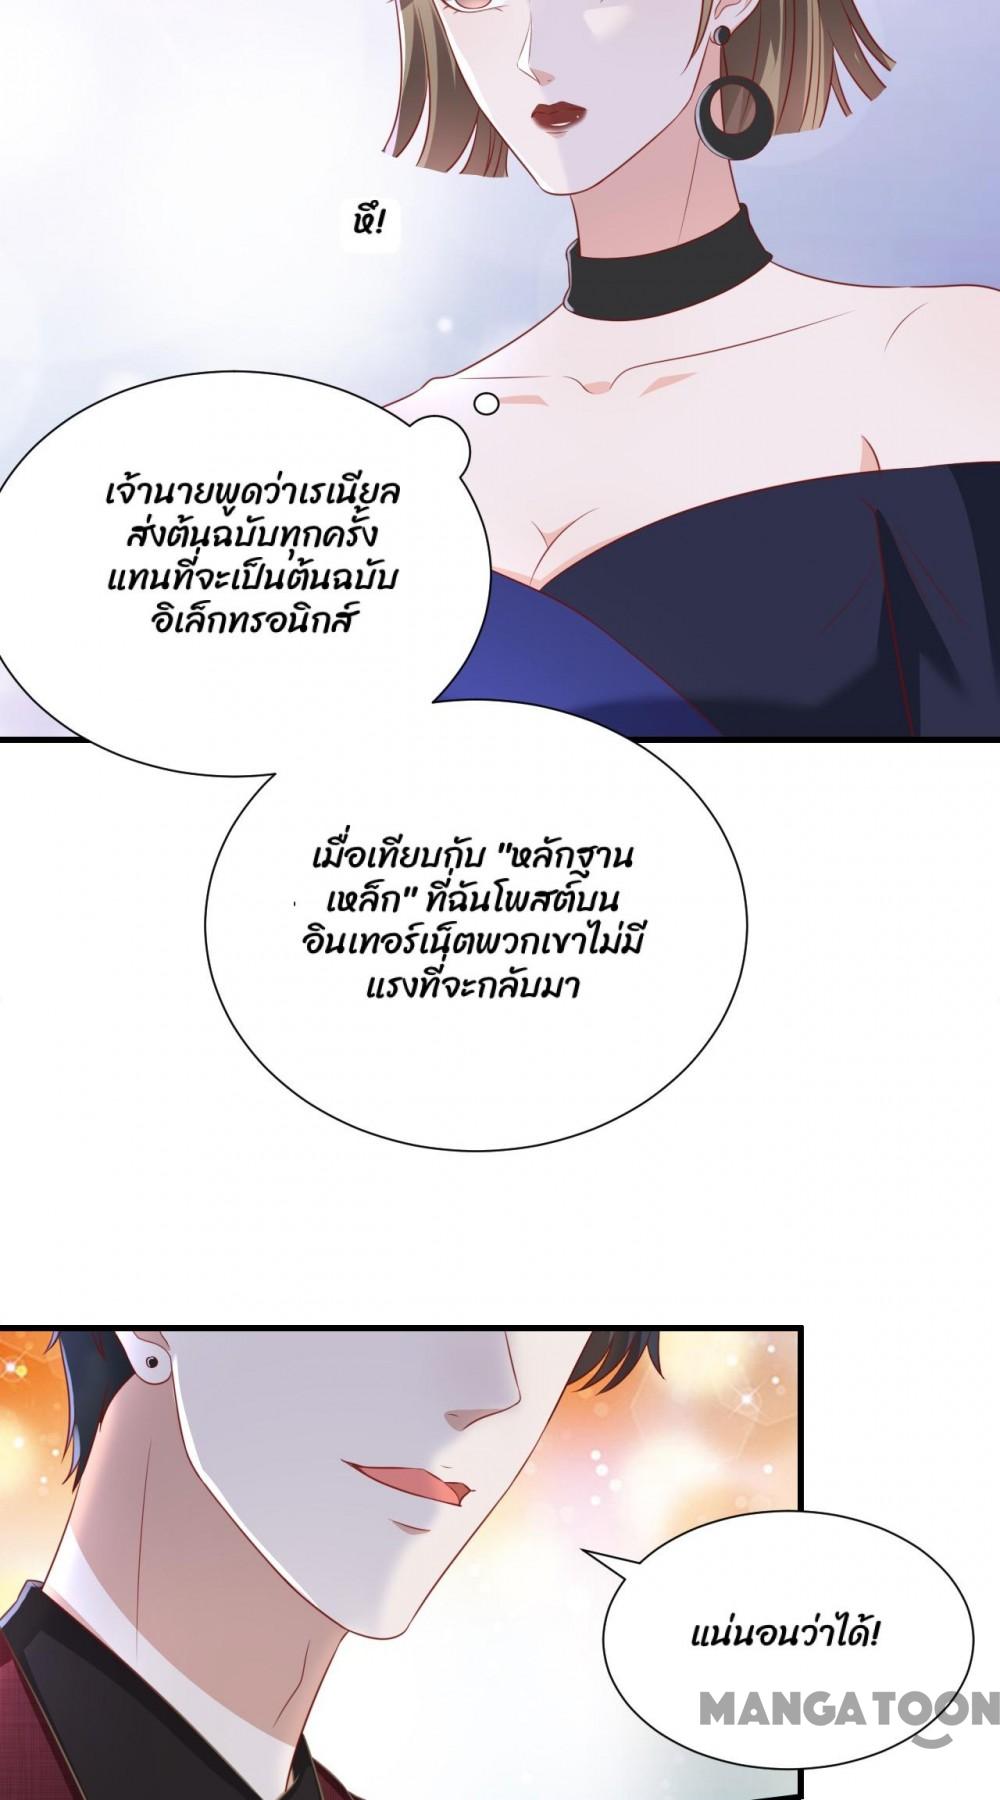 หึ!
เจ้านายพูดว่าเรเนียล
ส่งต้นฉบับทุกครั้ง
แทนที่จะเป็นต้นฉบับ
อิเล็กทรอนิกส์
เมื่อเทียบกับ "หลักฐาน
เหล็ก" ที่ฉันโพสต์บน
อินเทอร์เน็ตพวกเขาไม่มี
แรงที่จะกลับมา
แน่นอนว่าได้!
MANGATOON